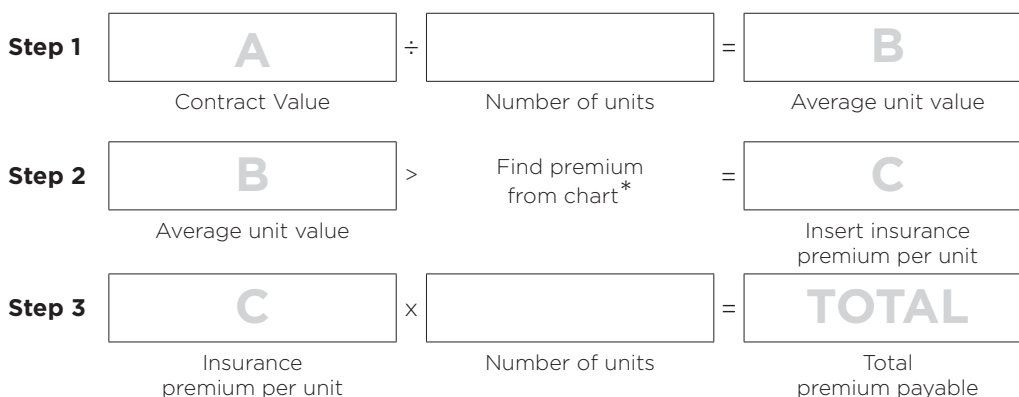 Step 1 A ÷ = B
Contract Value Number of units Average unit value
Step 2 B > Find premium from chart* = C
Average unit value Insert insurance premium per unit
Step 3 C x = TOTAL
Insurance premium per unit Number of units Total premium payable